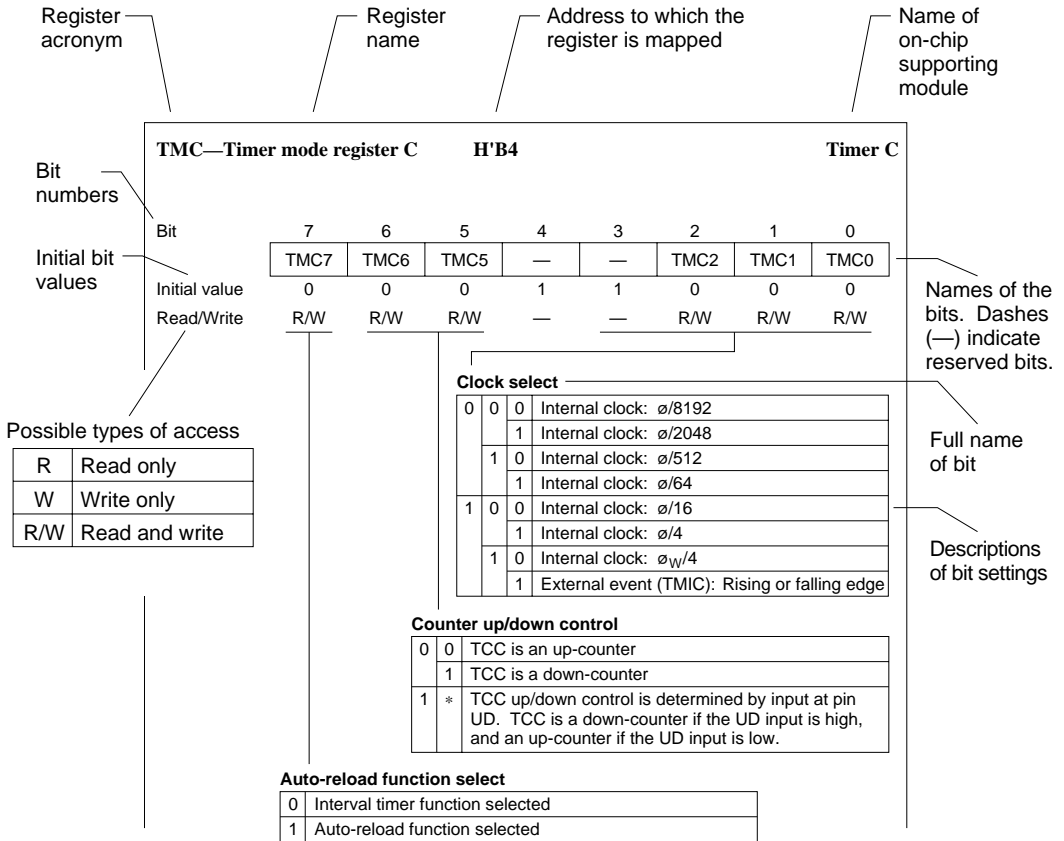 Register acronym
Register name
Address to which the register is mapped
Name of on-chip supporting module
TMC—Timer mode register C H'B4 Timer C
Bit numbers
Bit 7 6 5 4 3 2 1 0
Initial bit values
TMC7 TMC6 TMC5 — — TMC2 TMC1 TMC0
Initial value 0 0 0 1 1 0 0 0
Read/Write R/W R/W R/W — — R/W R/W R/W
Names of the bits. Dashes (—) indicate reserved bits.
Clock select
0 0 0 Internal clock: ø/8192
1 Internal clock: ø/2048
1 0 Internal clock: ø/512
1 Internal clock: ø/64
1 0 0 Internal clock: ø/16
1 Internal clock: ø/4
1 0 Internal clock: øW/4
1 External event (TMIC): Rising or falling edge
Full name of bit
Descriptions of bit settings
Possible types of access
R Read only
W Write only
R/W Read and write
Counter up/down control
0 0 TCC is an up-counter
1 TCC is a down-counter
1 * TCC up/down control is determined by input at pin
UD. TCC is a down-counter if the UD input is high,
and an up-counter if the UD input is low.
Auto-reload function select
0 Interval timer function selected
1 Auto-reload function selected